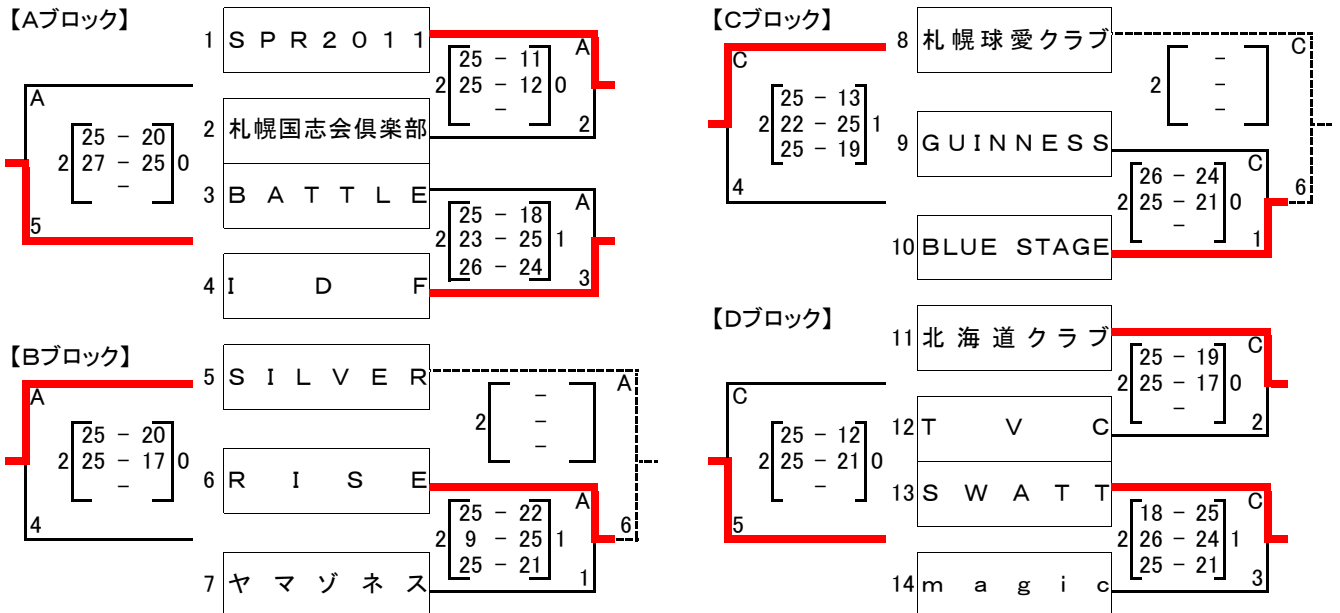 【Aブロック】
1 SPR2011
A
25 - 11
2 25 - 12 0
-
2
A
25 - 20
2 27 - 25 0
-
5
2 札幌国志会倶楽部
3 BATTLE
A
25 - 18
2 23 - 25 1
26 - 24
3
4 IDF
【Bブロック】
5 SILVER
A
-
2 -
-
6
A
25 - 20
2 25 - 17 0
-
4
6 RISE
A
25 - 22
2 9 - 25 1
25 - 21
1
7 ヤマゾネス
【Cブロック】
8 札幌球愛クラブ
C
-
2 -
-
6
C
25 - 13
2 22 - 25 1
25 - 19
4
9 GUINNESS
C
26 - 24
2 25 - 21 0
-
1
10 BLUE STAGE
【Dブロック】
11 北海道クラブ
C
25 - 19
2 25 - 17 0
-
2
C
25 - 12
2 25 - 21 0
-
5
12 TVC
13 SWATT
C
18 - 25
2 26 - 24 1
25 - 21
3
14 magic